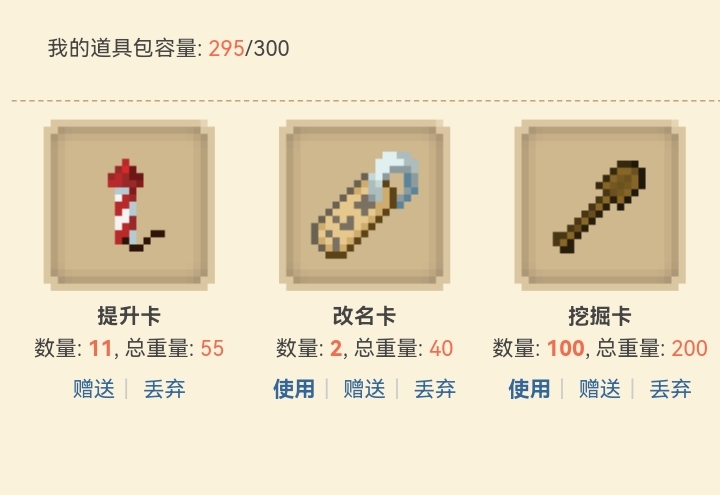 我的道具包容量: 295/300
提升卡 改名卡 挖掘卡
数量: 11, 总重量: 55 数量: 2, 总重量: 40 数量: 100, 总重量: 200
赠送 | 丢弃 使用 | 赠送 | 丢弃 使用 | 赠送 | 丢弃